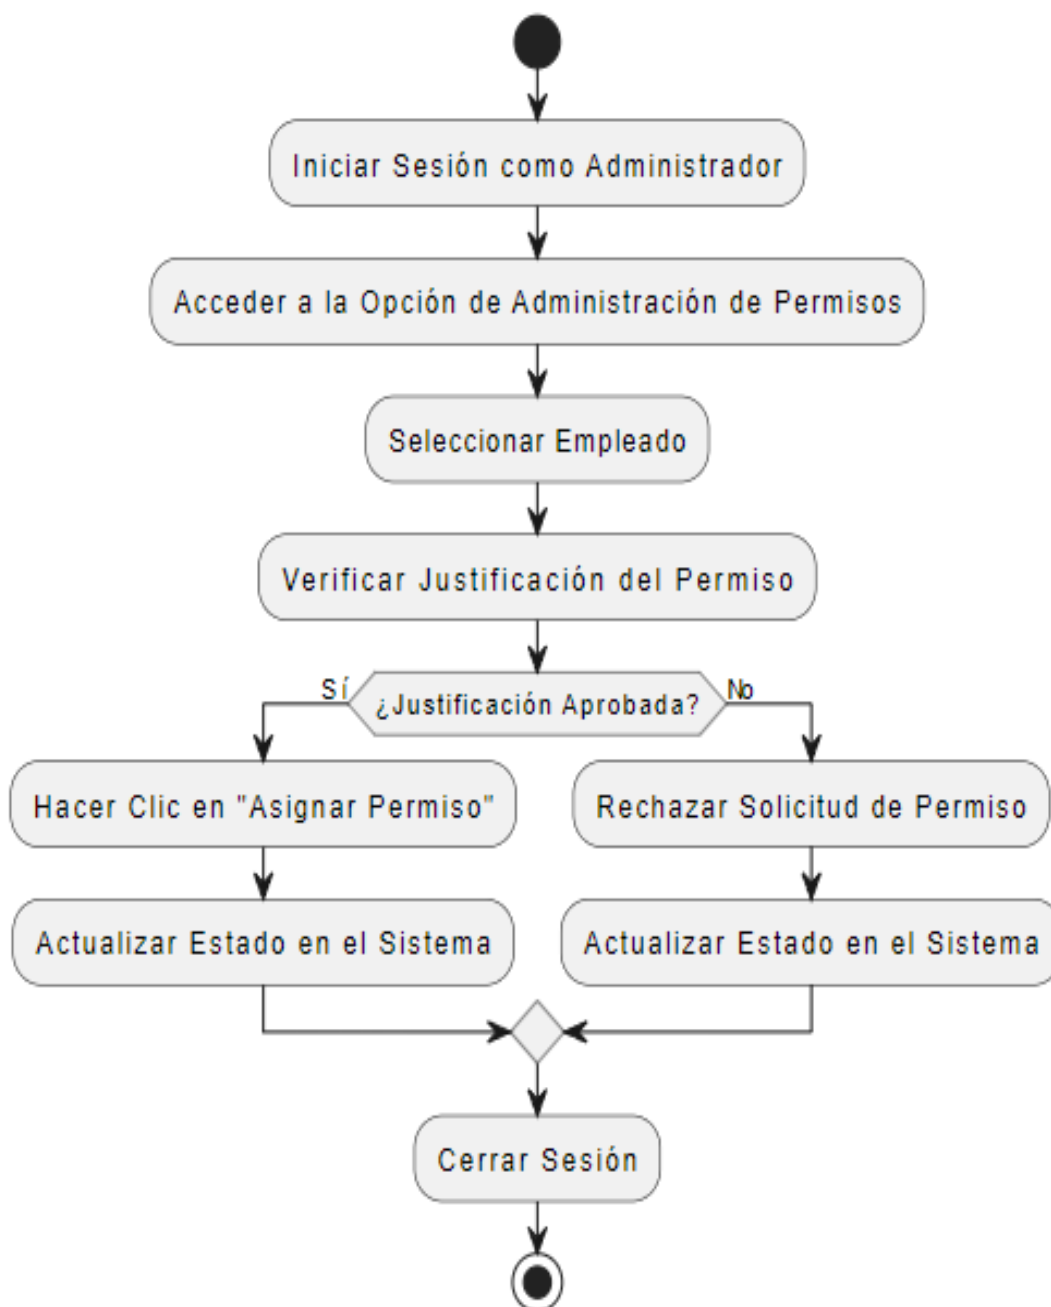 Iniciar Sesión como Administrador
Acceder a la Opción de Administración de Permisos
Seleccionar Empleado
Verificar Justificación del Permiso
Sí
¿Justificación Aprobada?
No
Hacer Clic en "Asignar Permiso"
Rechazar Solicitud de Permiso
Actualizar Estado en el Sistema
Actualizar Estado en el Sistema
Cerrar Sesión